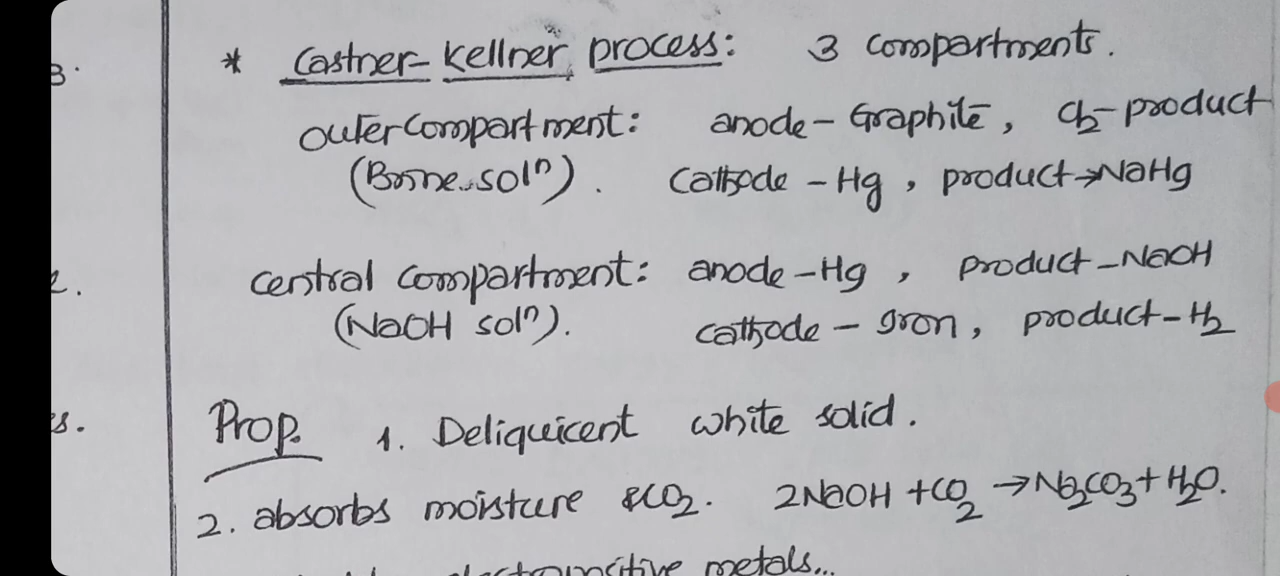 3.
* Castner-Kellner process: 3 compartments.
outer compartment: anode - Graphite, Cl2-product
(Brine soln). Cathode - Hg, product→NaHg
2.
central compartment: anode - Hg, product - NaOH
(NaOH soln). cathode - iron, product - H2
s.
Prop. 1. Deliquicent white solid.
2. absorbs moisture & CO2. 2NaOH + CO2 → Na2CO3 + H2O.
metals...